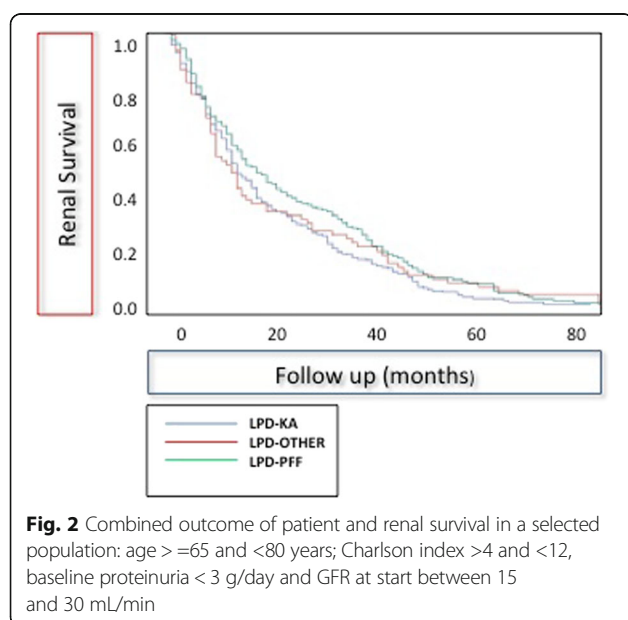 1.0
0.8
0.6
0.4
0.2
0.0
Renal Survival
0 20 40 60 80
Follow up (months)
LPD-KA
LPD-OTHER
LPD-PFF
Fig. 2 Combined outcome of patient and renal survival in a selected
population: age > =65 and <80 years; Charlson index >4 and <12,
baseline proteinuria < 3 g/day and GFR at start between 15
and 30 mL/min